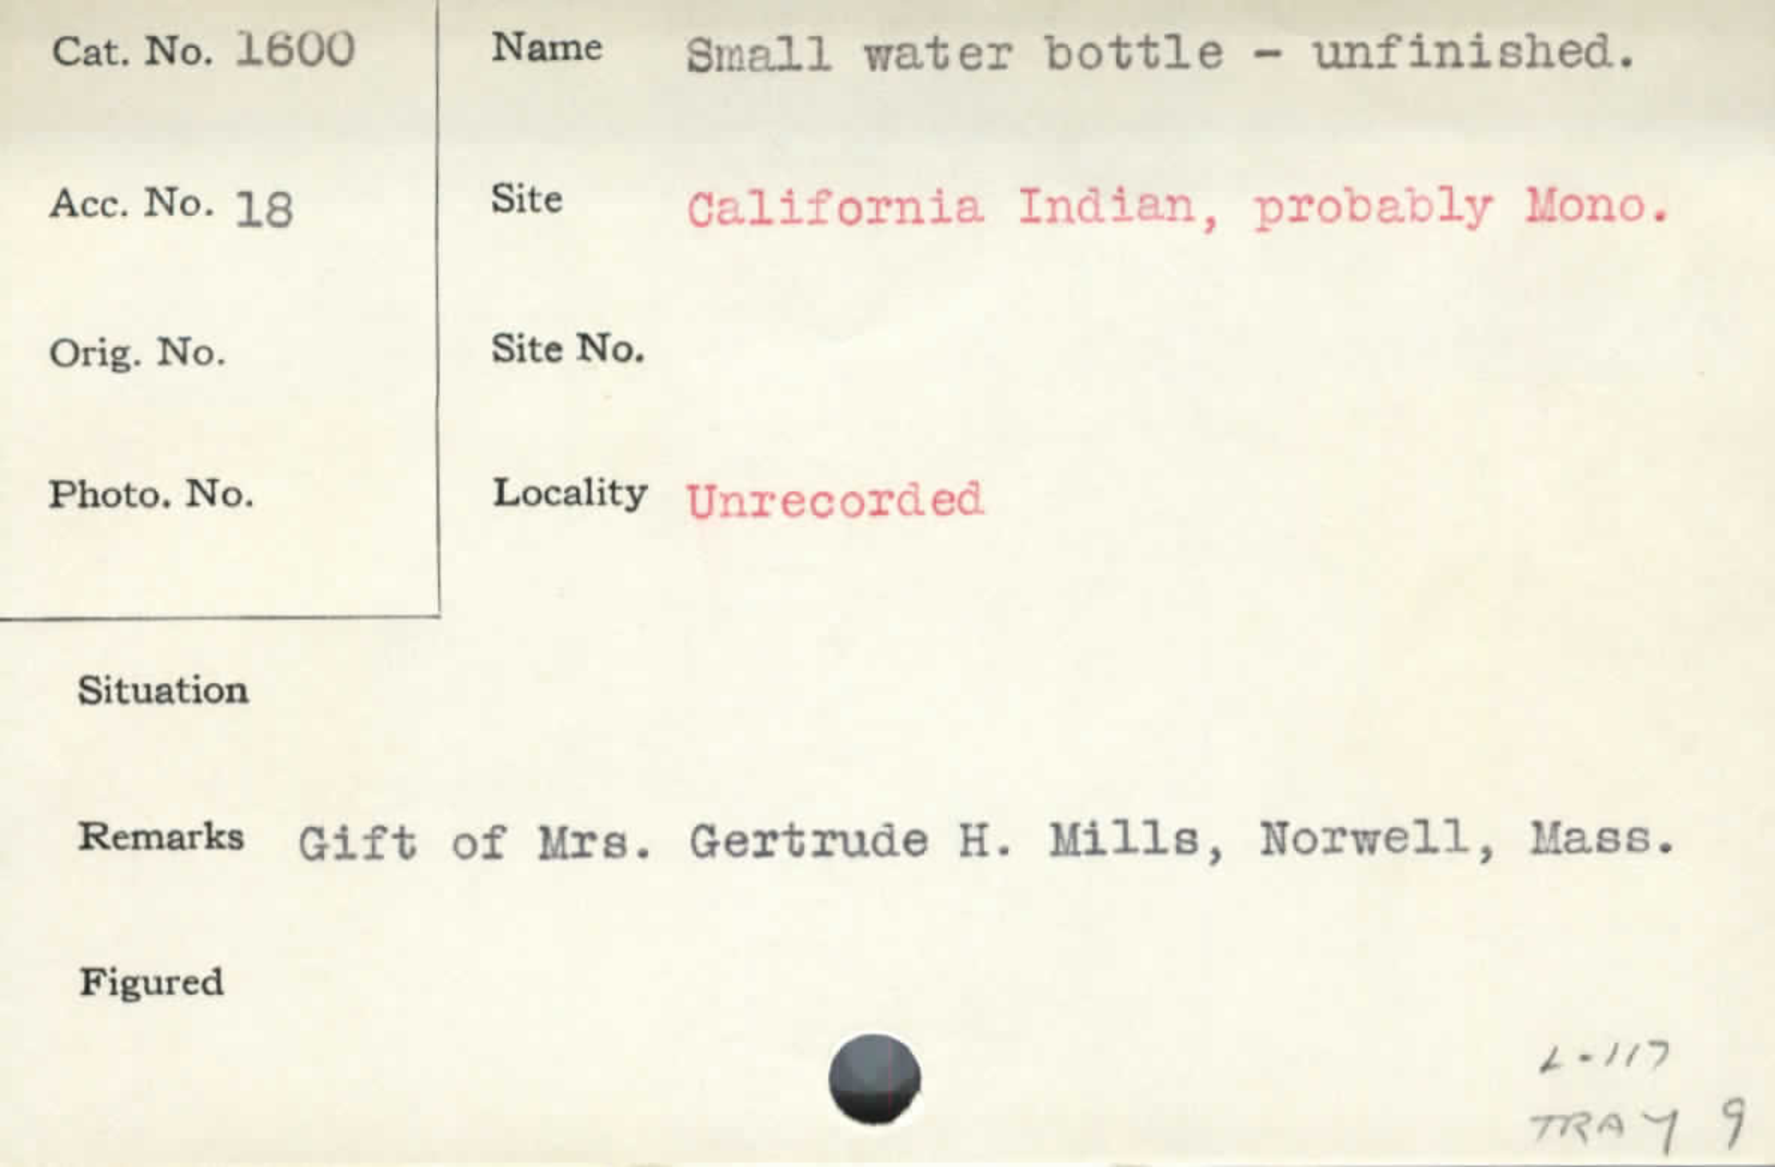 Cat. No. 1600
Name Small water bottle - unfinished.
Acc. No. 18
Site California Indian, probably Mono.
Orig. No.
Site No.
Photo. No.
Locality Unrecorded
Situation
Remarks Gift of Mrs. Gertrude H. Mills, Norwell, Mass.
Figured
L-117
TRAY 9